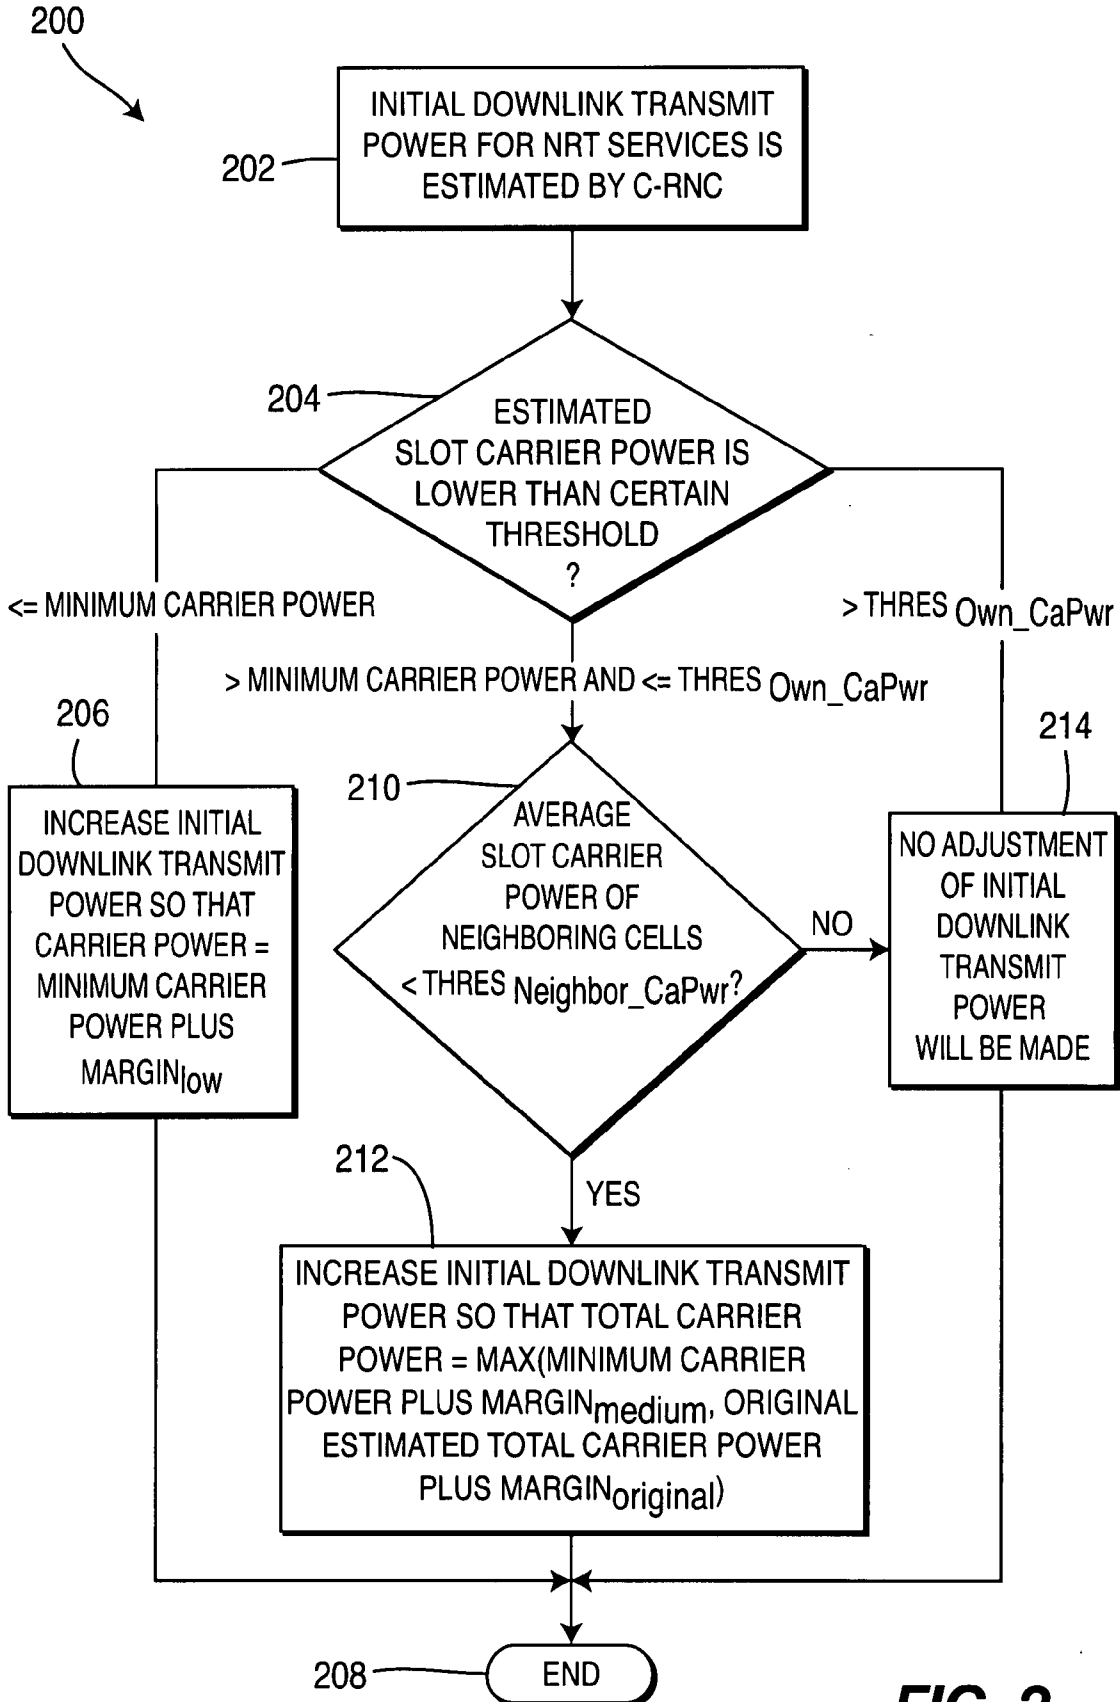 200
INITIAL DOWNLINK TRANSMIT
POWER FOR NRT SERVICES IS
ESTIMATED BY C-RNC
202
204
ESTIMATED
SLOT CARRIER POWER IS
LOWER THAN CERTAIN
THRESHOLD
?
<= MINIMUM CARRIER POWER
> THRES Own_CaPwr
> MINIMUM CARRIER POWER AND <= THRES Own_CaPwr
206
INCREASE INITIAL
DOWNLINK TRANSMIT
POWER SO THAT
CARRIER POWER =
MINIMUM CARRIER
POWER PLUS
MARGINlow
210
AVERAGE
SLOT CARRIER
POWER OF
NEIGHBORING CELLS
< THRES Neighbor_CaPwr?
NO
214
NO ADJUSTMENT
OF INITIAL
DOWNLINK
TRANSMIT
POWER
WILL BE MADE
YES
212
INCREASE INITIAL DOWNLINK TRANSMIT
POWER SO THAT TOTAL CARRIER
POWER = MAX(MINIMUM CARRIER
POWER PLUS MARGINmedium, ORIGINAL
ESTIMATED TOTAL CARRIER POWER
PLUS MARGINoriginal)
208
END
FIG. 2